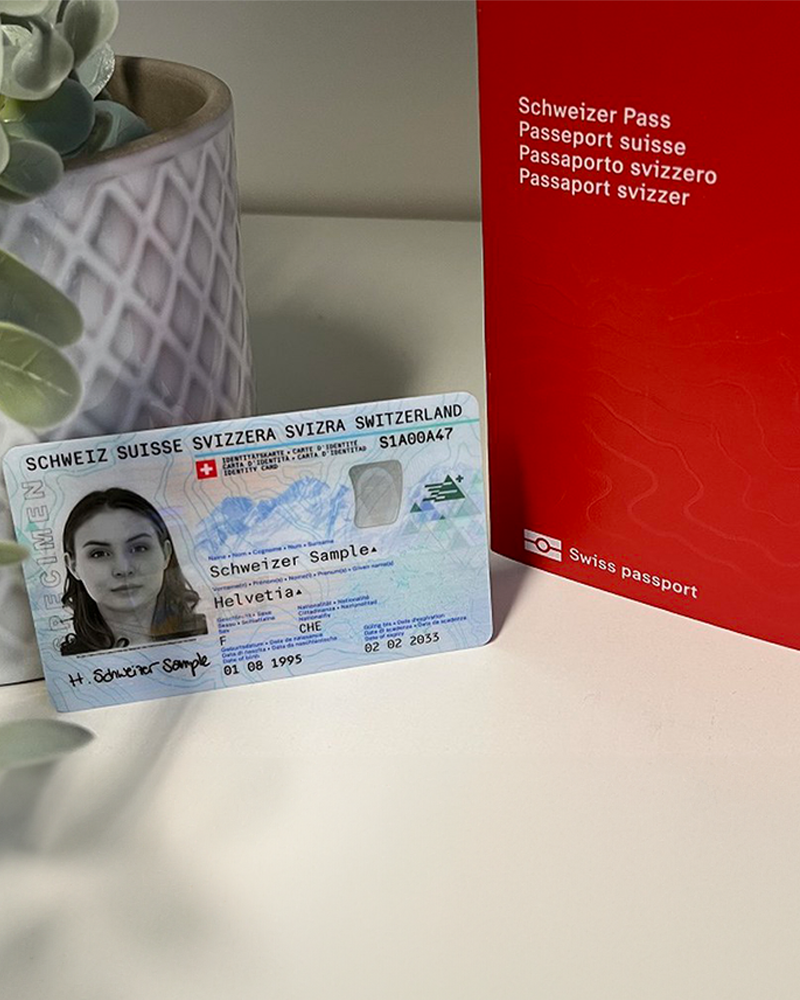 Schweizer Pass
Passeport suisse
Passaporto svizzero
Passaport svizzer
Swiss passport
SCHWEIZ SUISSE SVIZZERA SVIZRA SWITZERLAND
IDENTITÄTSKARTE • CARTE D'IDENTITÉ
CARTA D'IDENTITÀ • CARTA D'IDENTITAD
IDENTITY CARD
S1A00A47
SPECIMEN
Name • Nom • Cognome • Num • Surname
Schweizer Sample
Vorname(n) • Prénom(s) • Nome(i) • Prenum(s) • Given name(s)
Helvetia
Geschlecht • Sexe
Sesso • Schlattaina
Sex
F
Nationalität • Nationalité
Cittadinanza • Naziunalitad
Nationality
CHE
Gültig bis • Date d'expiration
Data di scadenza • Data da scadenza
Date of expiry
02 02 2033
Geburtsdatum • Date de naissance
Data di nascita • Data da naschientscha
Date of birth
01 08 1995
H. Schweizer Sample